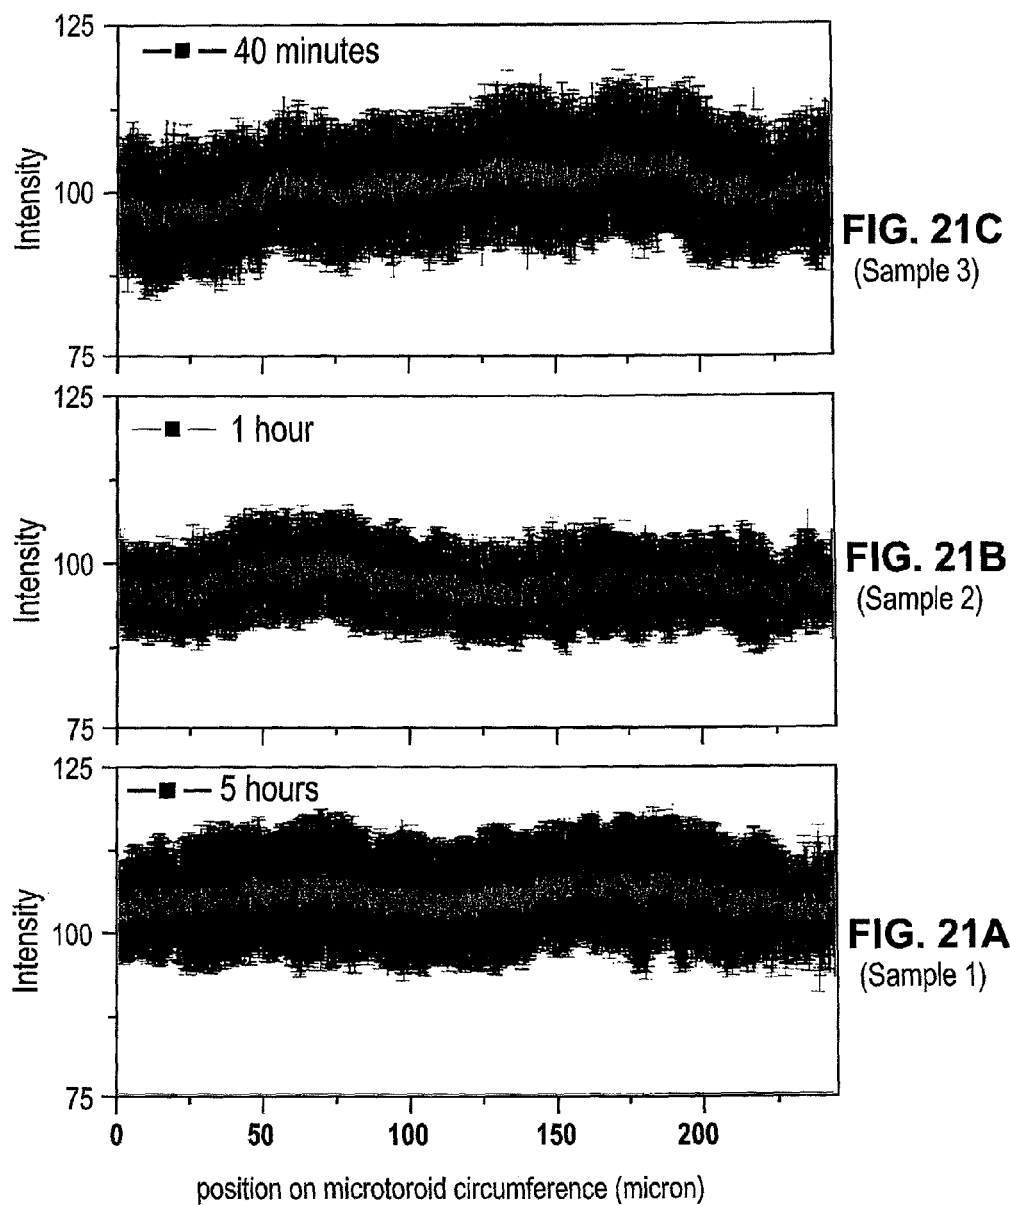 125
40 minutes
Intensity
100
FIG. 21C
(Sample 3)
75
125
1 hour
Intensity
100
FIG. 21B
(Sample 2)
75
125
5 hours
Intensity
100
FIG. 21A
(Sample 1)
75
0 50 100 150 200
position on microtoroid circumference (micron)